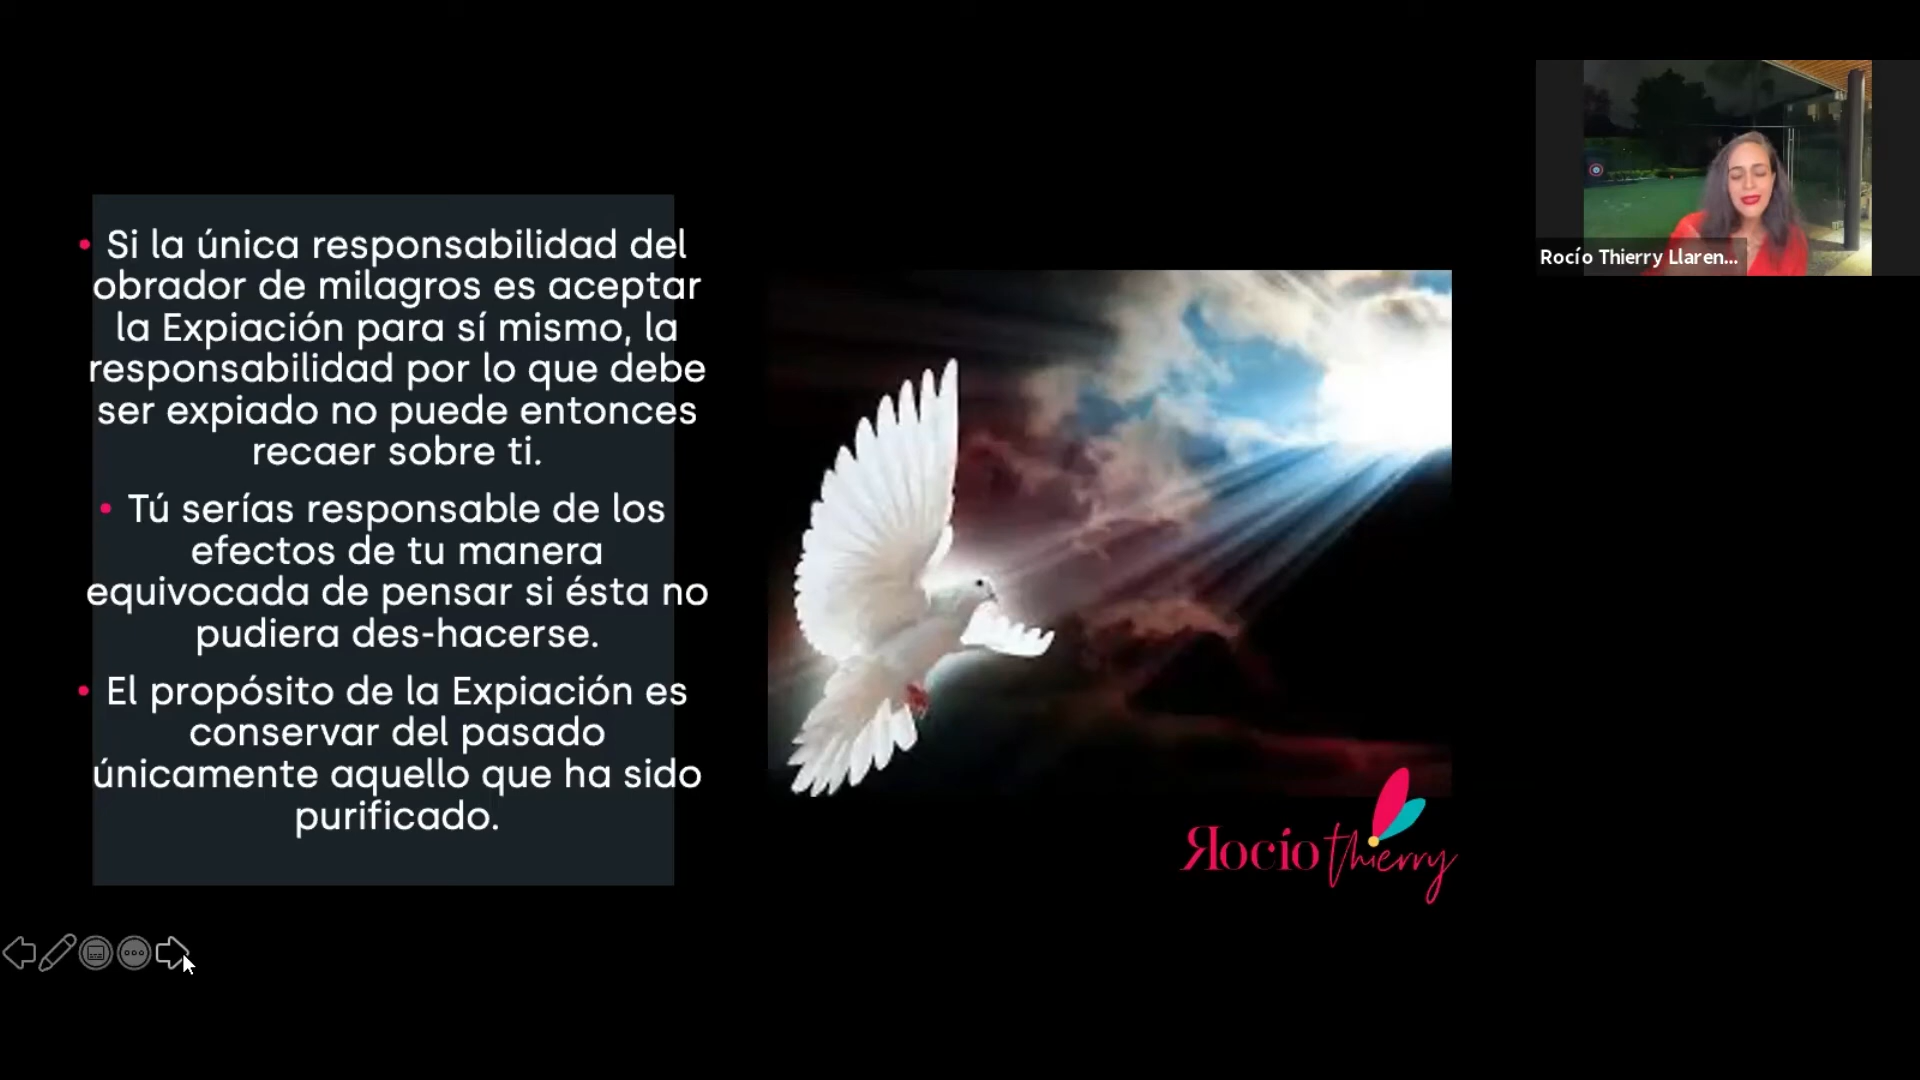 Rocío Thierry Llaren...
• Si la única responsabilidad del
obrador de milagros es aceptar
la Expiación para sí mismo, la
responsabilidad por lo que debe
ser expiado no puede entonces
recaer sobre ti.
• Tú serías responsable de los
efectos de tu manera
equivocada de pensar si ésta no
pudiera des-hacerse.
• El propósito de la Expiación es
conservar del pasado
únicamente aquello que ha sido
purificado.
Rocío thierry